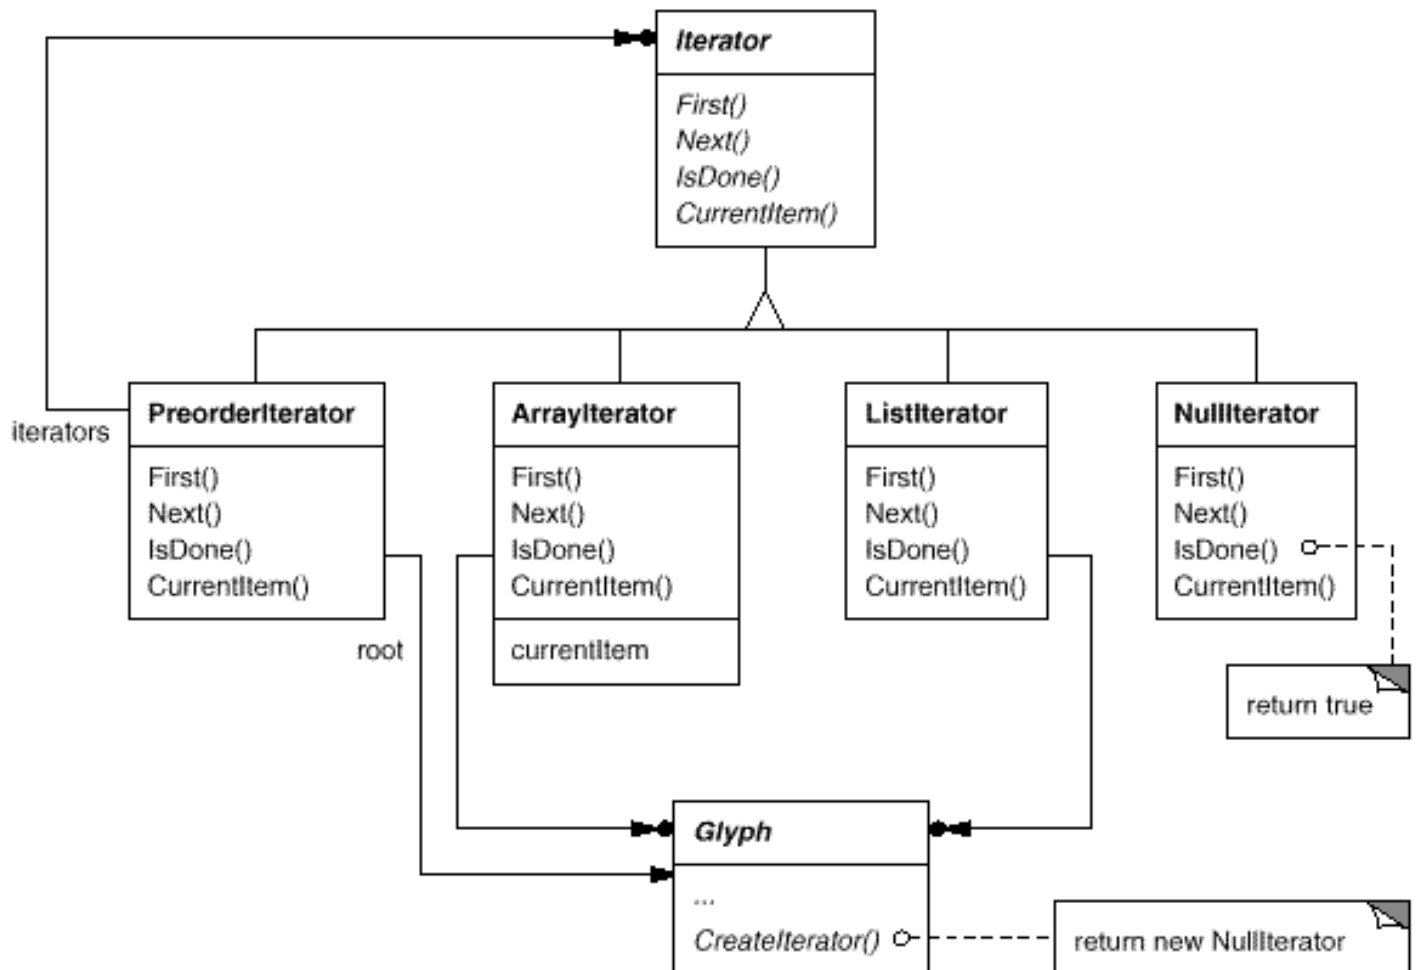 Iterator
First()
Next()
IsDone()
CurrentItem()
PreorderIterator
First()
Next()
IsDone()
CurrentItem()
ArrayIterator
First()
Next()
IsDone()
CurrentItem()
currentItem
ListIterator
First()
Next()
IsDone()
CurrentItem()
NullIterator
First()
Next()
IsDone()
CurrentItem()
iterators
root
return true
Glyph
...
CreateIterator()
return new NullIterator